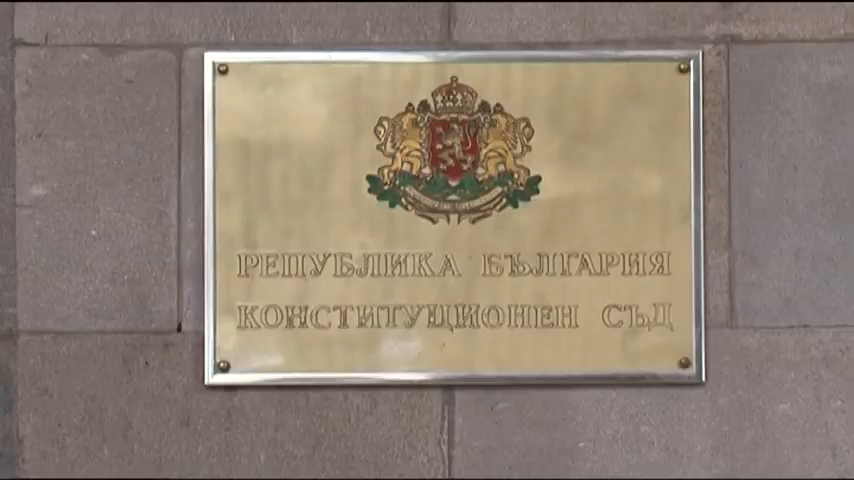 РЕПУБЛИКА БЪЛГАРИЯ
КОНСТИТУЦИОНЕН СЪД